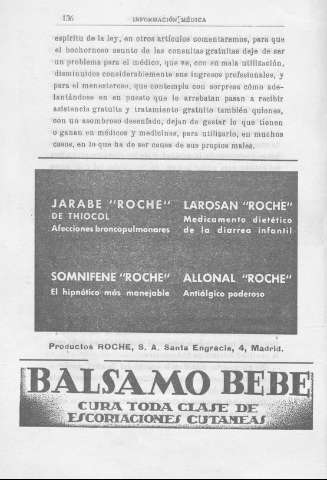 136 INFORMACIÓN MÉDICA
espíritu de la ley, en otros artículos comentaremos, para que
el bochornoso asunto de las consultas gratuitas deje de ser
un problema para el médico, que ve, con su mala utilización,
disminuídos considerablemente sus ingresos profesionales, y
para el menesteroso, que contempla con sorpresa cómo ade-
lantándose en su puesto que le arrebatan pasan a recibir
asistencia gratuita y tratamiento gratuito también quienes,
con un asombroso desenfado, dejan de gastar lo que tienen
o ganan en médicos y medicinas, para utilizarlo, en muchos
casos, en lo que ha de ser causa de sus propios males.
JARABE "ROCHE"
DE THIOCOL
Afecciones broncopulmonares
LAROSAN "ROCHE"
Medicamento dietético
de la diarrea infantil
SOMNIFENE "ROCHE"
El hipnótico más manejable
ALLONAL "ROCHE"
Antiálgico poderoso
Productos ROCHE, S. A. Santa Engracia, 4, Madrid.
BALSAMO BEBE
CURA TODA CLASE DE
ESCORIACIONES CUTANEAS